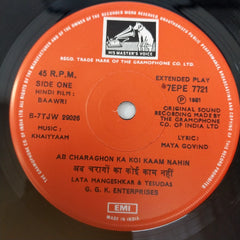 "HIS MASTER'S VOICE"
REGD. TRADE MARK OF THE GRAMOPHONE CO. LTD.
45 R.P.M.
SIDE ONE
HINDI FILM :
BAAWRI
B-7TJW 29026
MUSIC :
KHAIYYAAM
EXTENDED PLAY
7EPE 7721
Ⓟ 1981
ORIGINAL SOUND
RECORDING MADE BY
THE GRAMOPHONE
CO. OF INDIA LTD
LYRIC:
MAYA GOVIND
AB CHARAGHON KA KOI KAAM NAHIN
अब चराग़ों का कोई काम नहीं
LATA MANGESHKAR & YESUDAS
G. G. K. ENTERPRISES
EMI
MADE IN INDIA